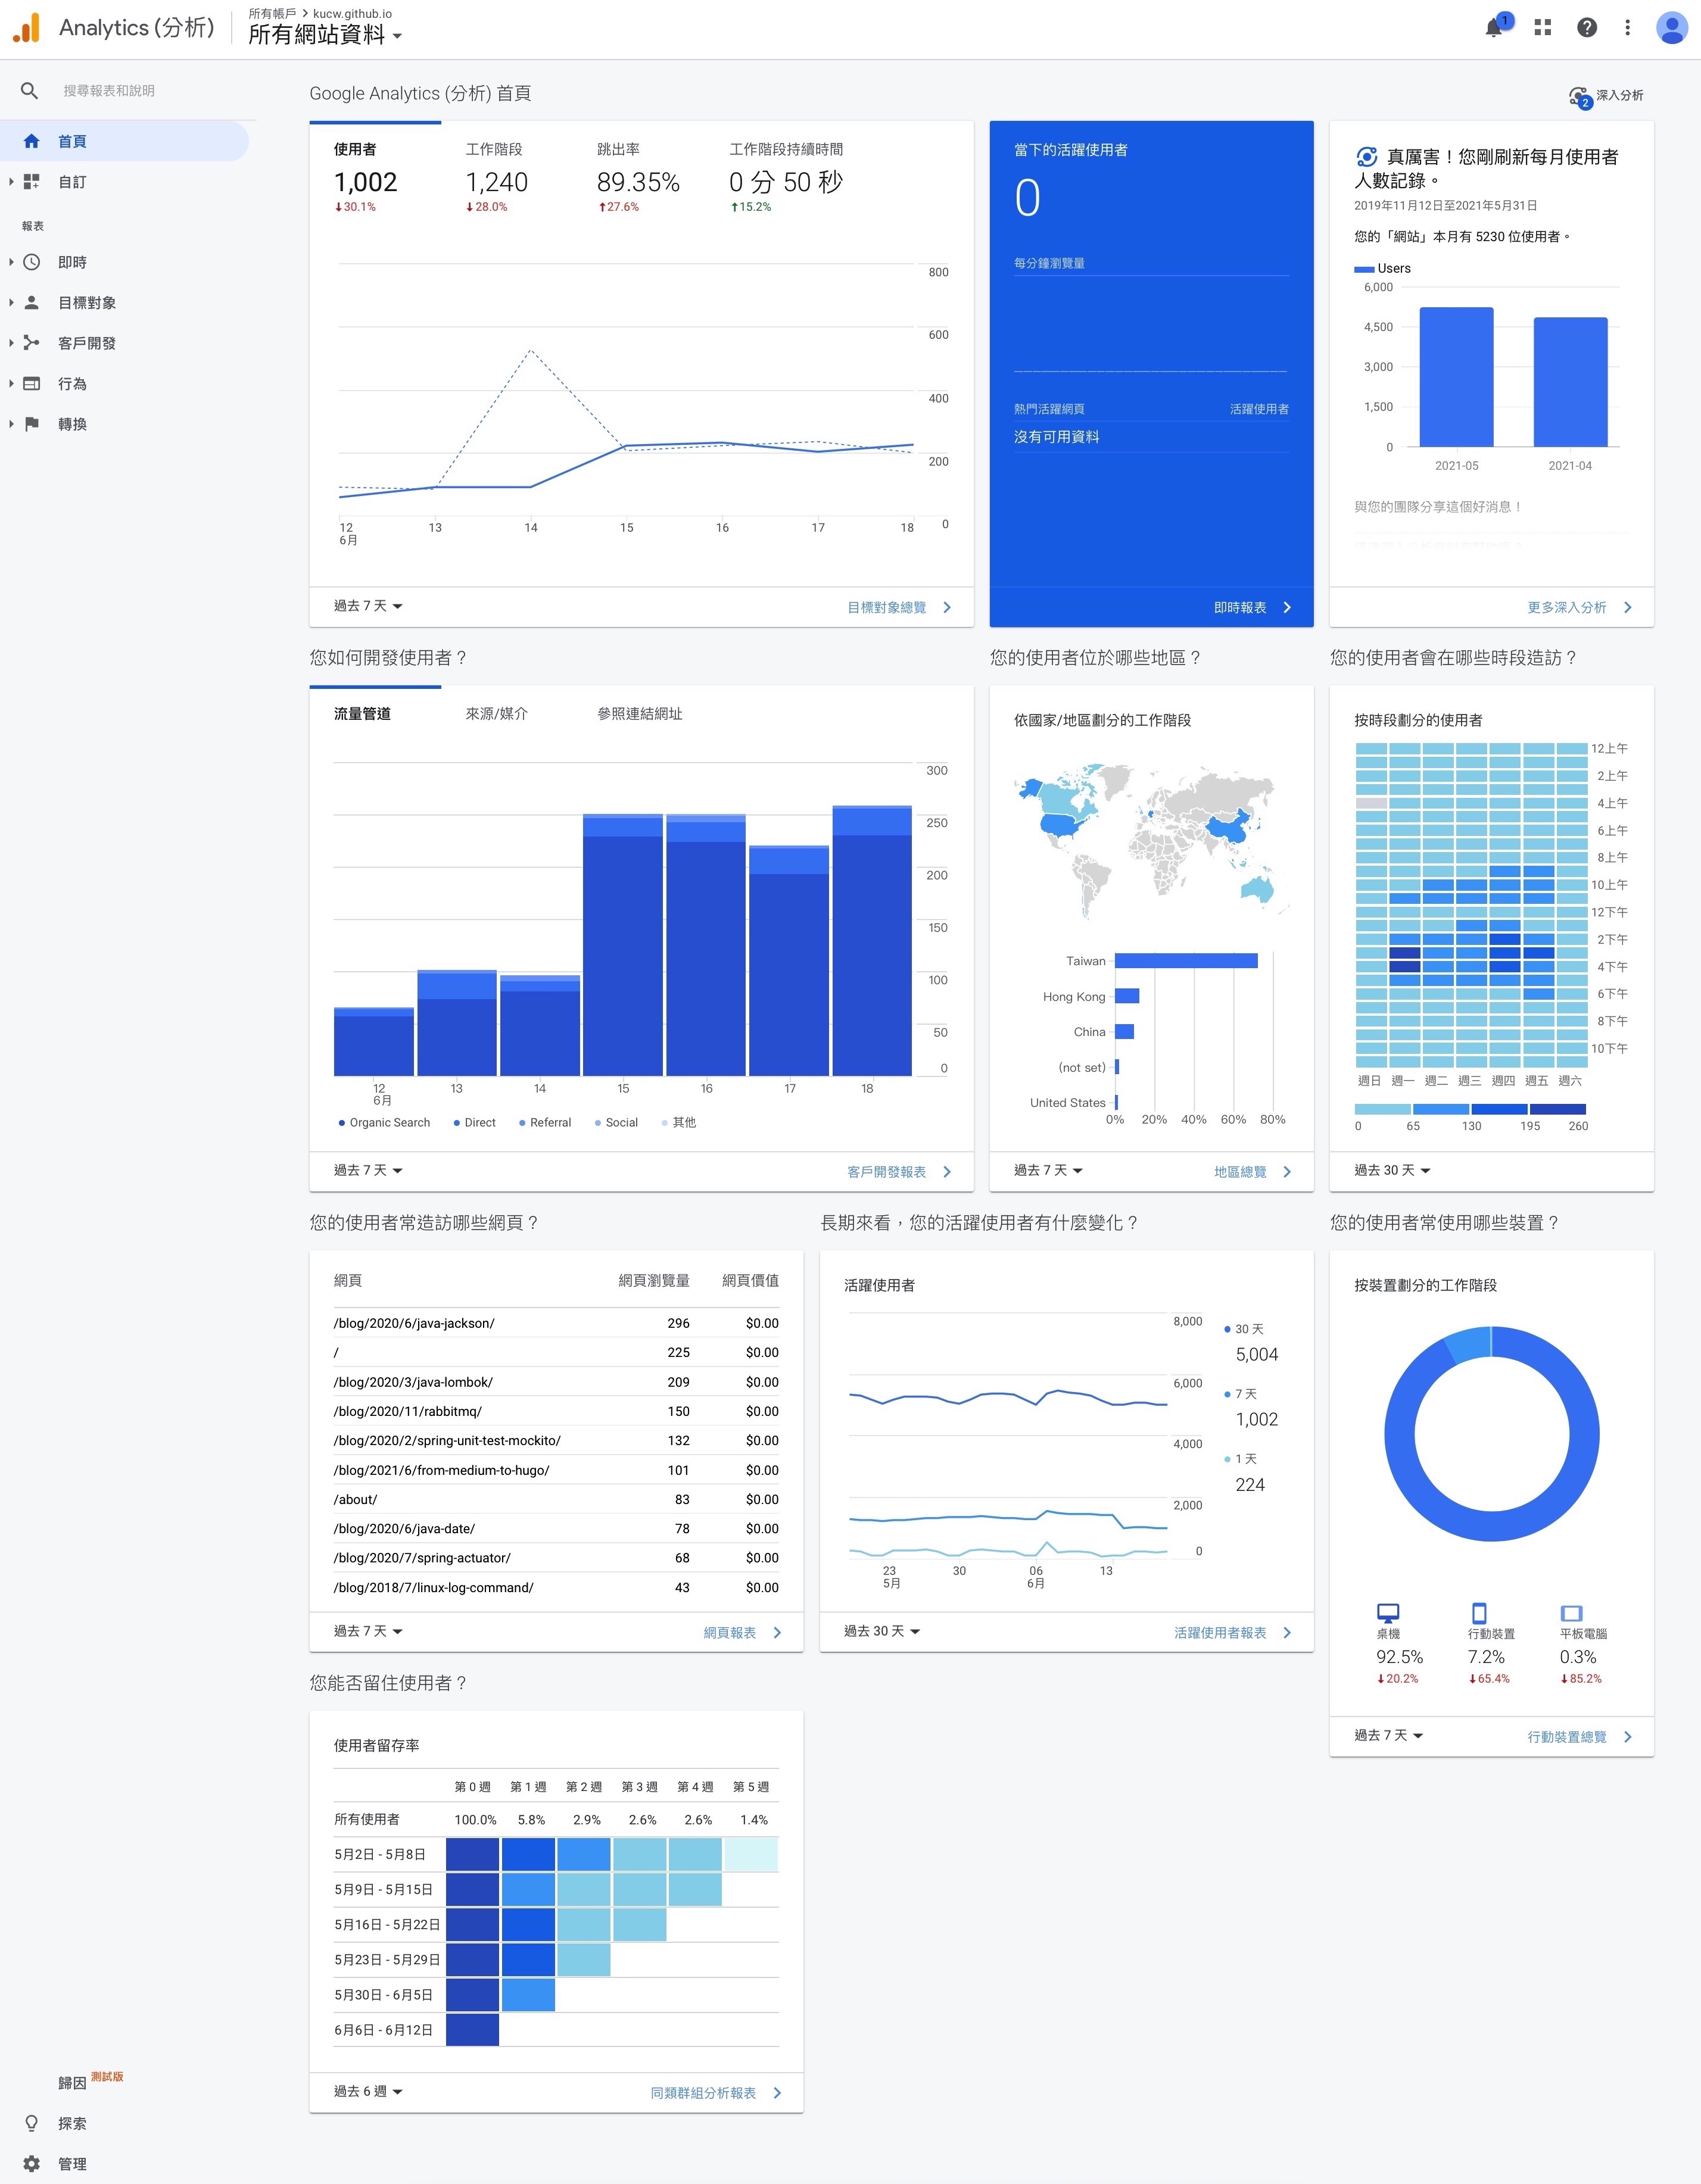 Analytics (分析)
所有帳戶 > kucw.github.io
所有網站資料
1
搜尋報表和說明
首頁
自訂
報表
即時
目標對象
客戶開發
行為
轉換
歸因 測試版
探索
管理
Google Analytics (分析) 首頁
2 深入分析
使用者 工作階段 跳出率 工作階段持續時間
1,002 1,240 89.35% 0 分 50 秒
30.1% 28.0% 27.6% 15.2%
800
600
400
200
0
12 13 14 15 16 17 18
6月
過去 7 天 目標對象總覽
當下的活躍使用者
0
每分鐘瀏覽量
熱門活躍網頁 活躍使用者
沒有可用資料
即時報表
真厲害！您剛刷新每月使用者
人數記錄。
2019年11月12日至2021年5月31日
您的「網站」本月有 5230 位使用者。
Users
6,000
4,500
3,000
1,500
0
2021-05 2021-04
與您的團隊分享這個好消息！
更多深入分析
您如何開發使用者？
流量管道 來源/媒介 參照連結網址
300
250
200
150
100
50
0
12 13 14 15 16 17 18
6月
Organic Search Direct Referral Social 其他
過去 7 天 客戶開發報表
您的使用者位於哪些地區？
依國家/地區劃分的工作階段
Taiwan
Hong Kong
China
(not set)
United States
0% 20% 40% 60% 80%
過去 7 天 地區總覽
您的使用者會在哪些時段造訪？
按時段劃分的使用者
12上午
2上午
4上午
6上午
8上午
10上午
12下午
2下午
4下午
6下午
8下午
10下午
週日 週一 週二 週三 週四 週五 週六
0 65 130 195 260
過去 30 天
您的使用者常造訪哪些網頁？
網頁 網頁瀏覽量 網頁價值
/blog/2020/6/java-jackson/ 296 $0.00
/ 225 $0.00
/blog/2020/3/java-lombok/ 209 $0.00
/blog/2020/11/rabbitmq/ 150 $0.00
/blog/2020/2/spring-unit-test-mockito/ 132 $0.00
/blog/2021/6/from-medium-to-hugo/ 101 $0.00
/about/ 83 $0.00
/blog/2020/6/java-date/ 78 $0.00
/blog/2020/7/spring-actuator/ 68 $0.00
/blog/2018/7/linux-log-command/ 43 $0.00
過去 7 天 網頁報表
長期來看，您的活躍使用者有什麼變化？
活躍使用者
8,000
6,000
4,000
2,000
0
23 30 06 13
5月 6月
30 天
5,004
7 天
1,002
1 天
224
過去 30 天 活躍使用者報表
您的使用者常使用哪些裝置？
按裝置劃分的工作階段
桌機 行動裝置 平板電腦
92.5% 7.2% 0.3%
20.2% 65.4% 85.2%
過去 7 天 行動裝置總覽
您能否留住使用者？
使用者留存率
第 0 週 第 1 週 第 2 週 第 3 週 第 4 週 第 5 週
所有使用者 100.0% 5.8% 2.9% 2.6% 2.6% 1.4%
5月2日 - 5月8日
5月9日 - 5月15日
5月16日 - 5月22日
5月23日 - 5月29日
5月30日 - 6月5日
6月6日 - 6月12日
過去 6 週 同類群組分析報表